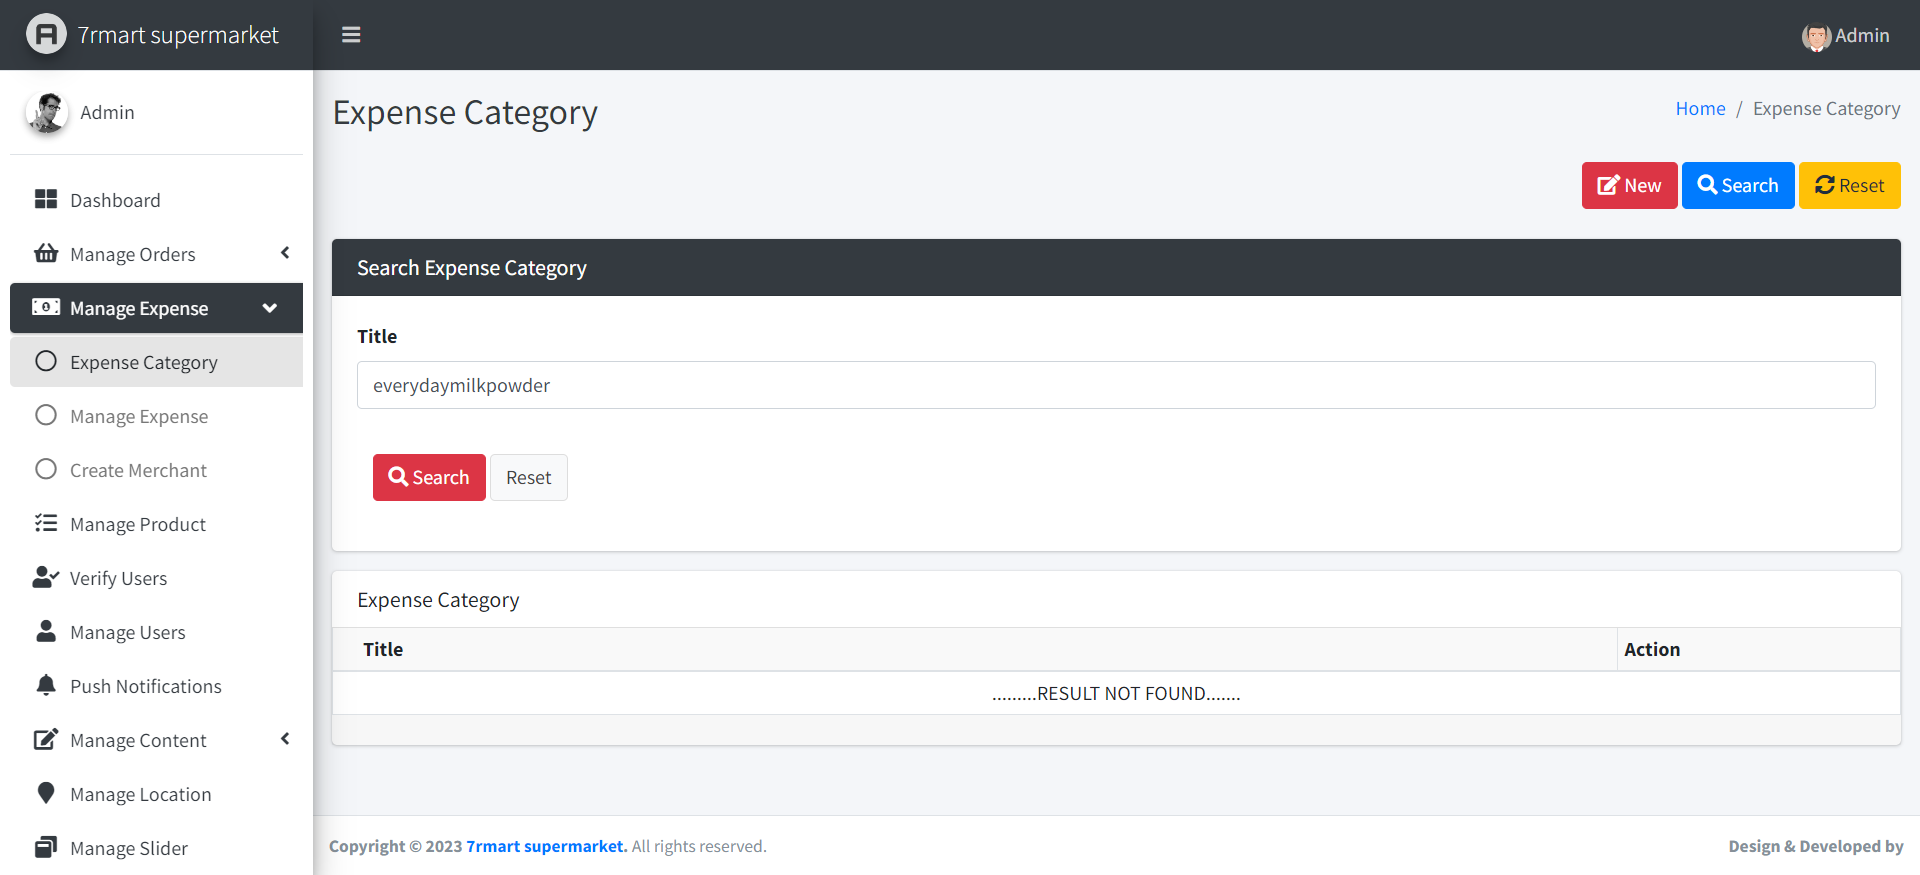 7rmart supermarket
Admin
Admin
Expense Category
Home / Expense Category
New
Search
Reset
Dashboard
Manage Orders
Manage Expense
Expense Category
Manage Expense
Create Merchant
Manage Product
Verify Users
Manage Users
Push Notifications
Manage Content
Manage Location
Manage Slider
Search Expense Category
Title
everydaymilkpowder
Search
Reset
Expense Category
Title
Action
.........RESULT NOT FOUND.......
Copyright © 2023 7rmart supermarket. All rights reserved.
Design & Developed by